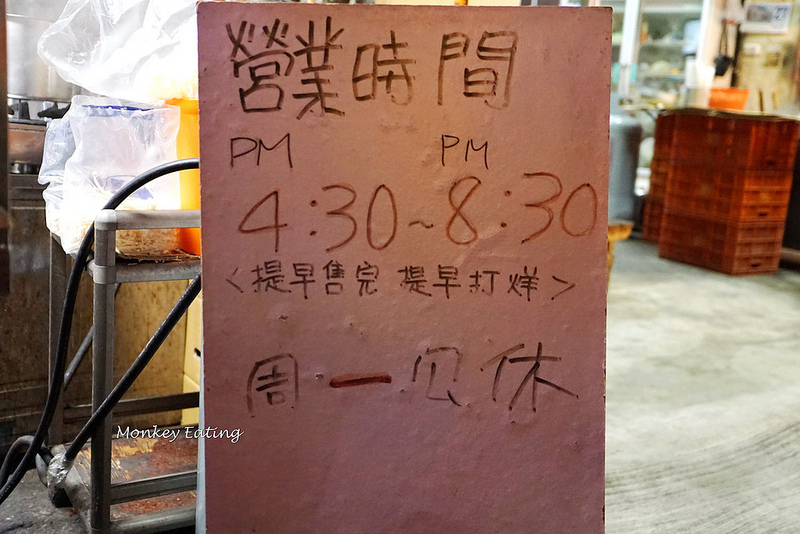 營業時間
PM PM
4:30~8:30
<提早售完 提早打烊>
周一公休
Monkey Eating